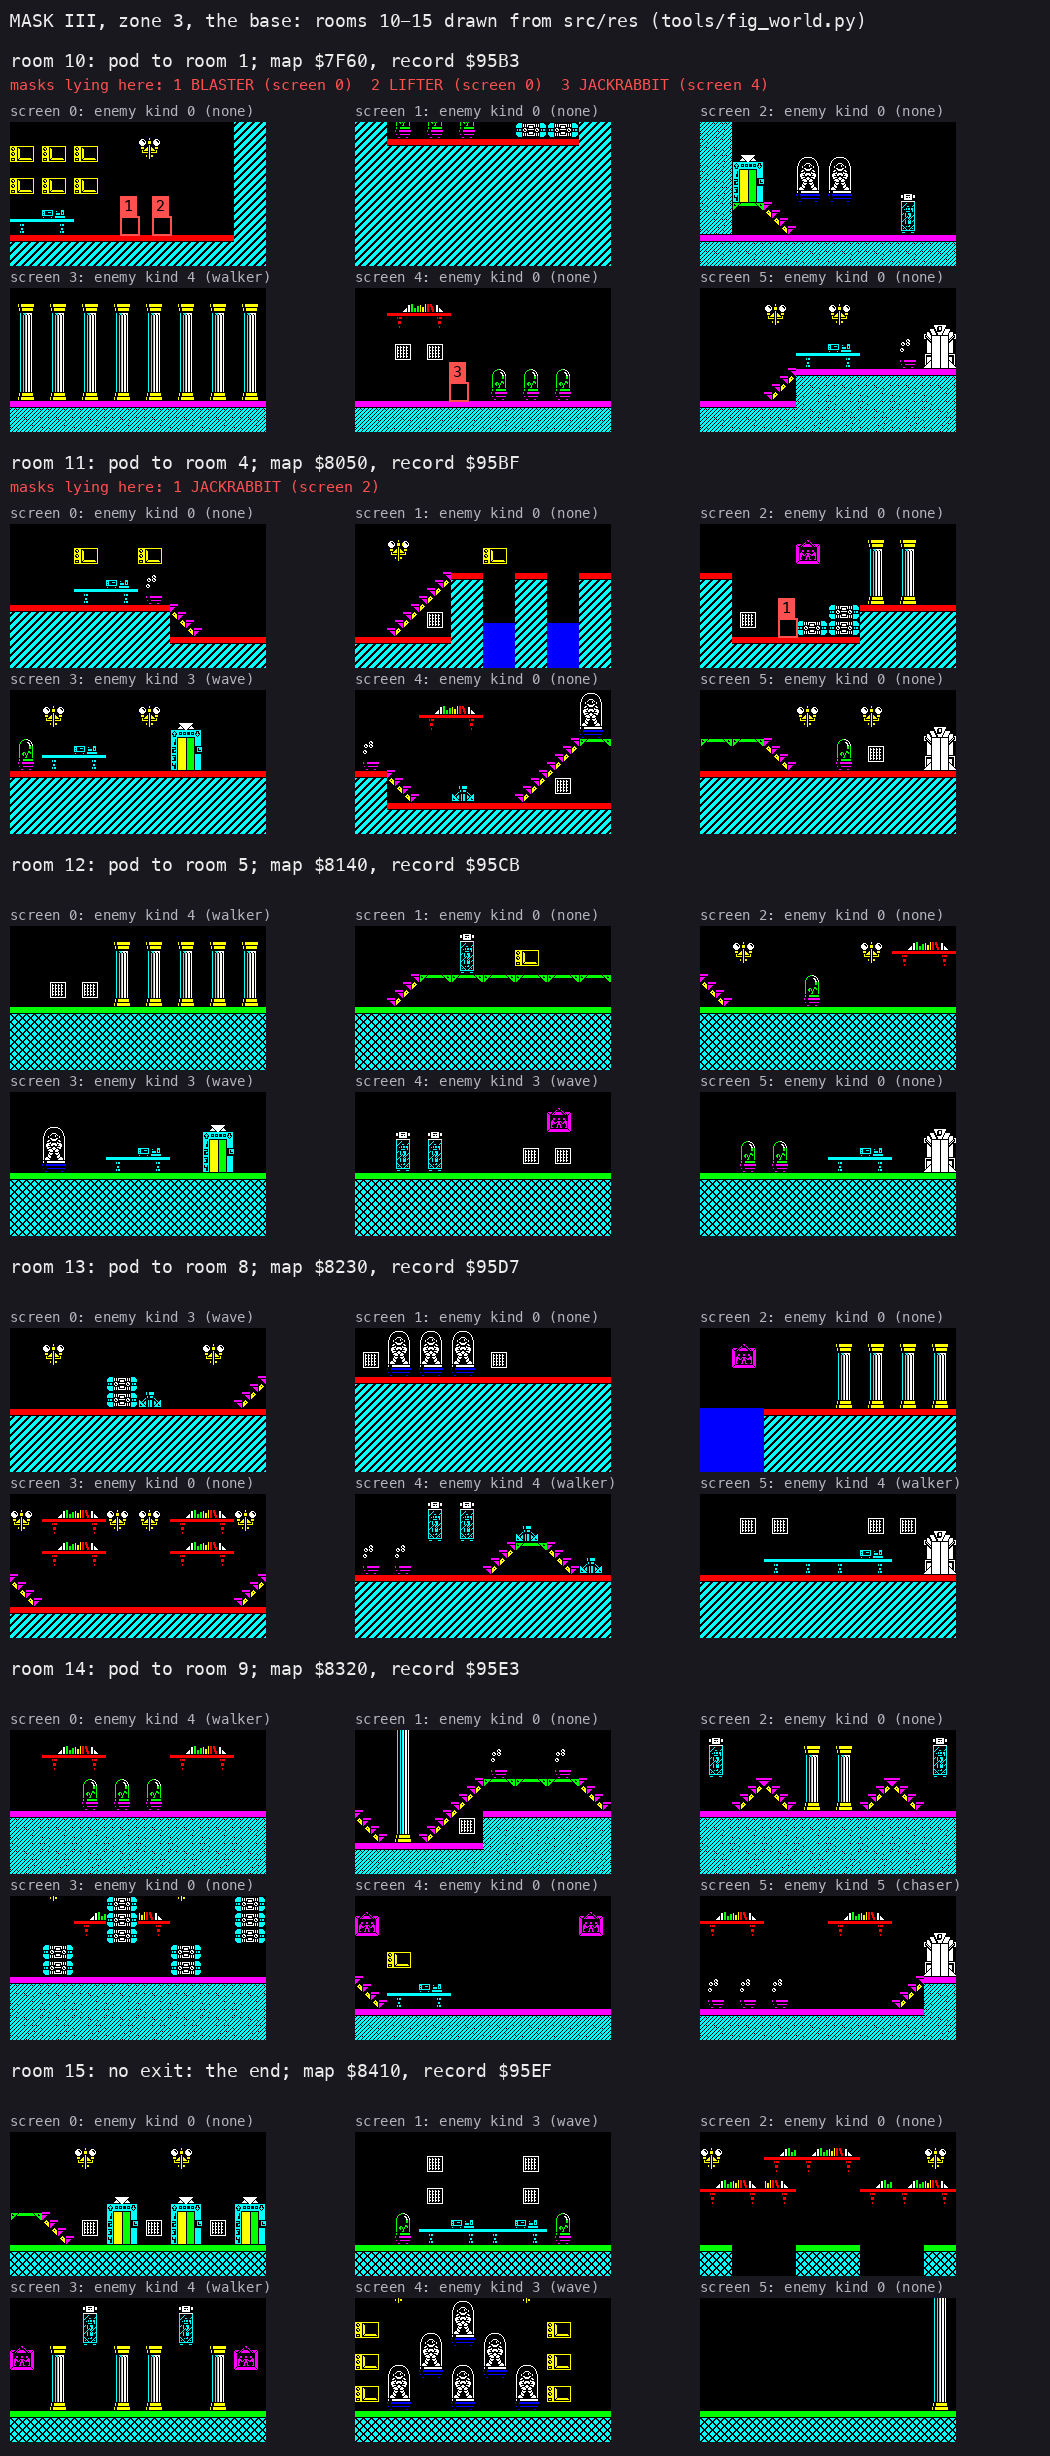 MASK III, zone 3, the base: rooms 10–15 drawn from src/res (tools/fig_world.py)
room 10: pod to room 1; map $7F60, record $95B3
masks lying here: 1 BLASTER (screen 0)  2 LIFTER (screen 0)  3 JACKRABBIT (screen 4)
screen 0: enemy kind 0 (none)
screen 1: enemy kind 0 (none)
screen 2: enemy kind 0 (none)
1
2
screen 3: enemy kind 4 (walker)
screen 4: enemy kind 0 (none)
screen 5: enemy kind 0 (none)
3
room 11: pod to room 4; map $8050, record $95BF
masks lying here: 1 JACKRABBIT (screen 2)
screen 0: enemy kind 0 (none)
screen 1: enemy kind 0 (none)
screen 2: enemy kind 0 (none)
1
screen 3: enemy kind 3 (wave)
screen 4: enemy kind 0 (none)
screen 5: enemy kind 0 (none)
room 12: pod to room 5; map $8140, record $95CB
screen 0: enemy kind 4 (walker)
screen 1: enemy kind 0 (none)
screen 2: enemy kind 0 (none)
screen 3: enemy kind 3 (wave)
screen 4: enemy kind 3 (wave)
screen 5: enemy kind 0 (none)
room 13: pod to room 8; map $8230, record $95D7
screen 0: enemy kind 3 (wave)
screen 1: enemy kind 0 (none)
screen 2: enemy kind 0 (none)
screen 3: enemy kind 0 (none)
screen 4: enemy kind 4 (walker)
screen 5: enemy kind 4 (walker)
room 14: pod to room 9; map $8320, record $95E3
screen 0: enemy kind 4 (walker)
screen 1: enemy kind 0 (none)
screen 2: enemy kind 0 (none)
screen 3: enemy kind 0 (none)
screen 4: enemy kind 0 (none)
screen 5: enemy kind 5 (chaser)
room 15: no exit: the end; map $8410, record $95EF
screen 0: enemy kind 0 (none)
screen 1: enemy kind 3 (wave)
screen 2: enemy kind 0 (none)
screen 3: enemy kind 4 (walker)
screen 4: enemy kind 3 (wave)
screen 5: enemy kind 0 (none)